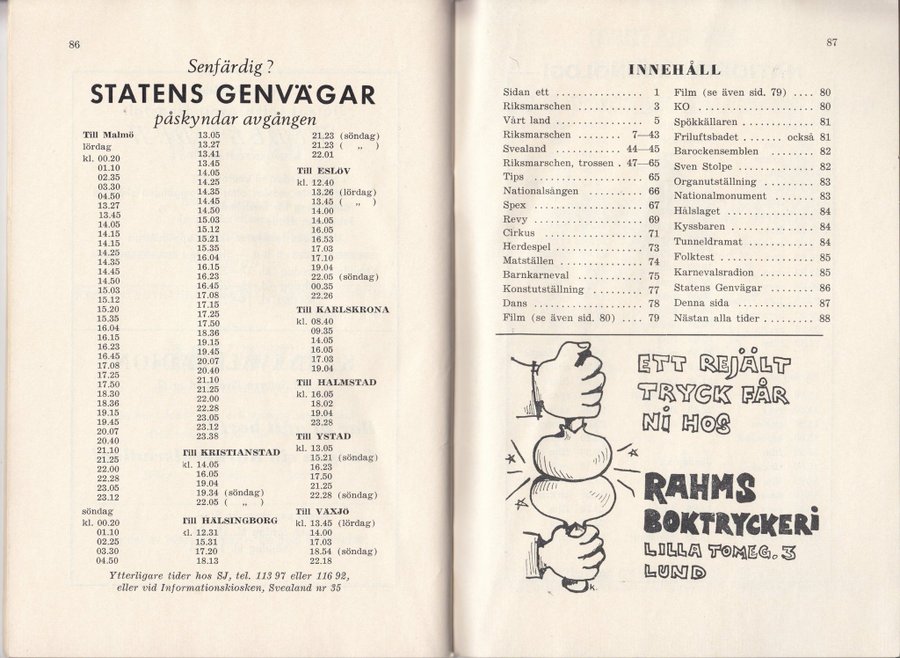 86
Senfärdig ?
STATENS GENVÄGAR
påskyndar avgången
Till Malmö
lördag
kl. 00.20
01.10
02.35
03.30
04.50
13.27
13.45
14.05
14.15
14.15
14.25
14.35
14.45
14.50
15.03
15.12
15.20
15.35
16.04
16.15
16.23
16.45
17.08
17.25
17.50
18.30
18.36
19.15
19.45
20.07
20.40
21.10
21.25
22.00
22.28
23.05
23.12
söndag
kl. 00.20
01.10
02.25
03.30
04.50
13.05
13.27
13.41
13.45
14.05
14.25
14.35
14.45
14.50
15.03
15.12
15.21
15.35
16.04
16.15
16.23
16.45
17.08
17.15
17.25
17.50
18.36
19.15
19.45
20.07
20.40
21.10
21.25
22.00
22.28
23.05
23.12
23.38
Till KRISTIANSTAD
kl. 14.05
16.05
19.04
19.34 (söndag)
22.05 ( „ )
Till HÄLSINGBORG
kl. 12.31
15.31
17.20
18.13
21.23 (söndag)
21.23 ( „ )
22.01
Till ESLÖV
kl. 12.40
13.26 (lördag)
13.45 ( „ )
14.00
14.05
16.05
16.53
17.03
17.10
19.04
22.05 (söndag)
00.35
22.26
Till KARLSKRONA
kl. 08.40
09.35
14.05
16.05
17.03
19.04
Till HALMSTAD
kl. 16.05
18.02
19.04
23.28
Till YSTAD
kl. 13.05
15.21 (söndag)
16.23
17.50
21.25
22.28 (söndag)
Till VÄXJÖ
kl. 13.45 (lördag)
14.00
17.03
18.54 (söndag)
22.18
Ytterligare tider hos SJ, tel. 113 97 eller 116 92,
eller vid Informationskiosken, Svealand nr 35
87
INNEHÅLL
Sidan ett ............... 1
Riksmarschen ............ 3
Vårt land ............... 5
Riksmarschen ........ 7—43
Svealand ........... 44—45
Riksmarschen, trossen . 47—65
Tips ................... 65
Nationalsången ......... 66
Spex ................... 67
Revy ................... 69
Cirkus ................. 71
Herdespel .............. 73
Matställen ............. 74
Barnkarneval ........... 75
Konstutställning ....... 77
Dans ................... 78
Film (se även sid. 80) .... 79
Film (se även sid. 79) .... 80
KO ..................... 80
Spökkällaren ........... 81
Friluftsbadet ...... också 81
Barockensemblen ........ 82
Sven Stolpe ............ 82
Organutställning ....... 83
Nationalmonument ....... 83
Hålslaget .............. 84
Kyssbaren .............. 84
Tunneldramat ........... 84
Folktest ............... 85
Karnevalsradion ........ 85
Statens Genvägar ....... 86
Denna sida ............. 87
Nästan alla tider ........ 88
ETT REJÄLT
TRYCK FÅR
NI HOS
RAHMS
BOKTRYCKERI
LILLA TOMEG. 3
LUND
K.